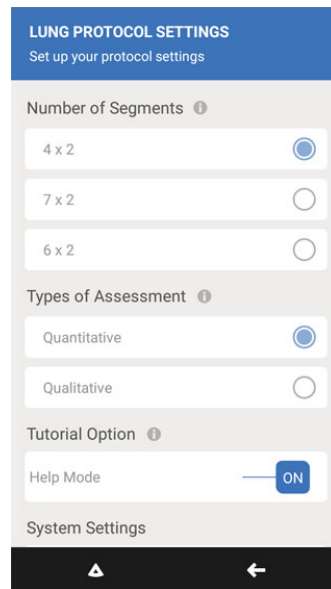 LUNG PROTOCOL SETTINGS
Set up your protocol settings
Number of Segments
4 x 2
7 x 2
6 x 2
Types of Assessment
Quantitative
Qualitative
Tutorial Option
Help Mode ON
System Settings